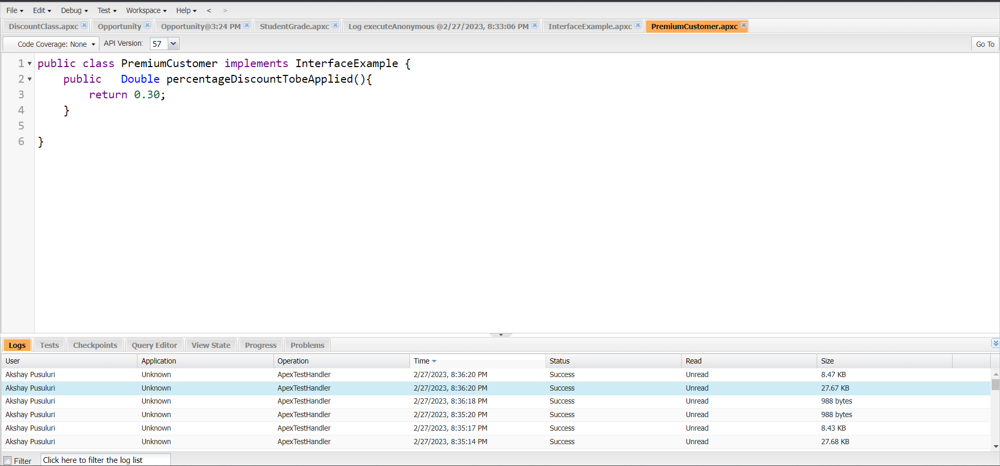 File Edit Debug Test Workspace Help < >
DiscountClass.apxc Opportunity Opportunity@3:24 PM StudentGrade.apxc Log executeAnonymous @2/27/2023, 8:33:06 PM InterfaceExample.apxc PremiumCustomer.apxc
Code Coverage: None API Version: 57 Go To
1 public class PremiumCustomer implements InterfaceExample {
2 public Double percentageDiscountTobeApplied(){
3 return 0.30;
4 }
5
6 }
Logs Tests Checkpoints Query Editor View State Progress Problems
User Application Operation Time Status Read Size
Akshay Pusuluri Unknown ApexTestHandler 2/27/2023, 8:36:20 PM Success Unread 8.47 KB
Akshay Pusuluri Unknown ApexTestHandler 2/27/2023, 8:36:20 PM Success Unread 27.67 KB
Akshay Pusuluri Unknown ApexTestHandler 2/27/2023, 8:36:18 PM Success Unread 988 bytes
Akshay Pusuluri Unknown ApexTestHandler 2/27/2023, 8:35:20 PM Success Unread 988 bytes
Akshay Pusuluri Unknown ApexTestHandler 2/27/2023, 8:35:17 PM Success Unread 8.43 KB
Akshay Pusuluri Unknown ApexTestHandler 2/27/2023, 8:35:14 PM Success Unread 27.68 KB
Filter Click here to filter the log list